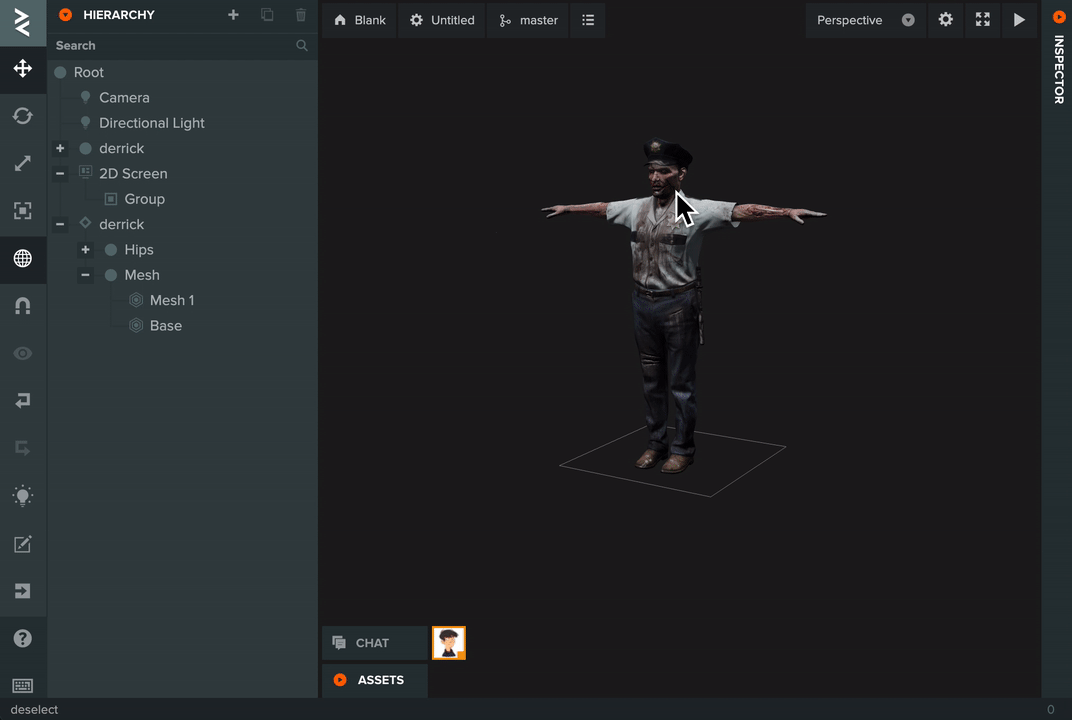 HIERARCHY
Search
Root
Camera
Directional Light
derrick
2D Screen
Group
derrick
Hips
Mesh
Mesh 1
Base
Blank
Untitled
master
Perspective
INSPECTOR
CHAT
ASSETS
deselect
0